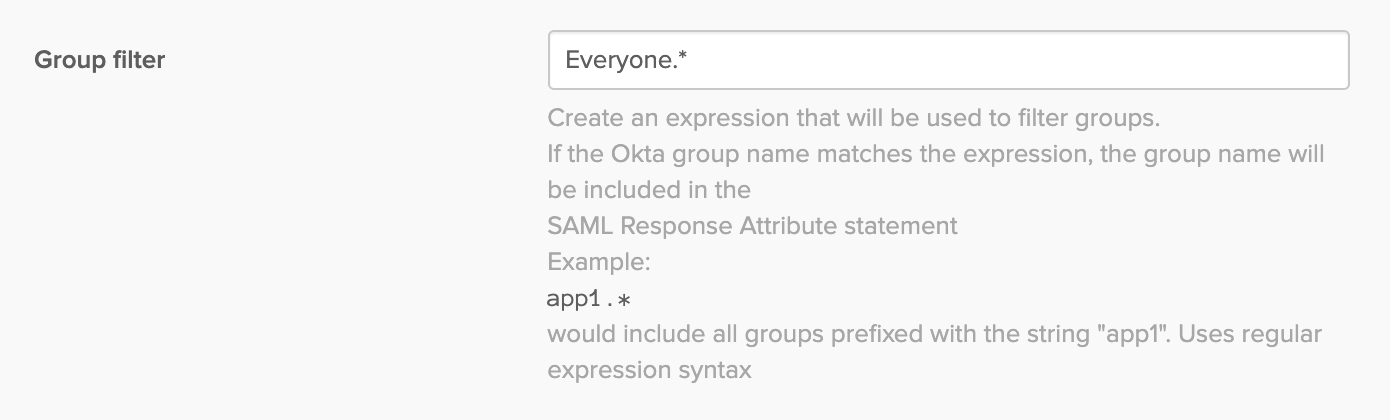 Group filter
Everyone.*
Create an expression that will be used to filter groups.
If the Okta group name matches the expression, the group name will
be included in the
SAML Response Attribute statement
Example:
app1.*
would include all groups prefixed with the string "app1". Uses regular
expression syntax